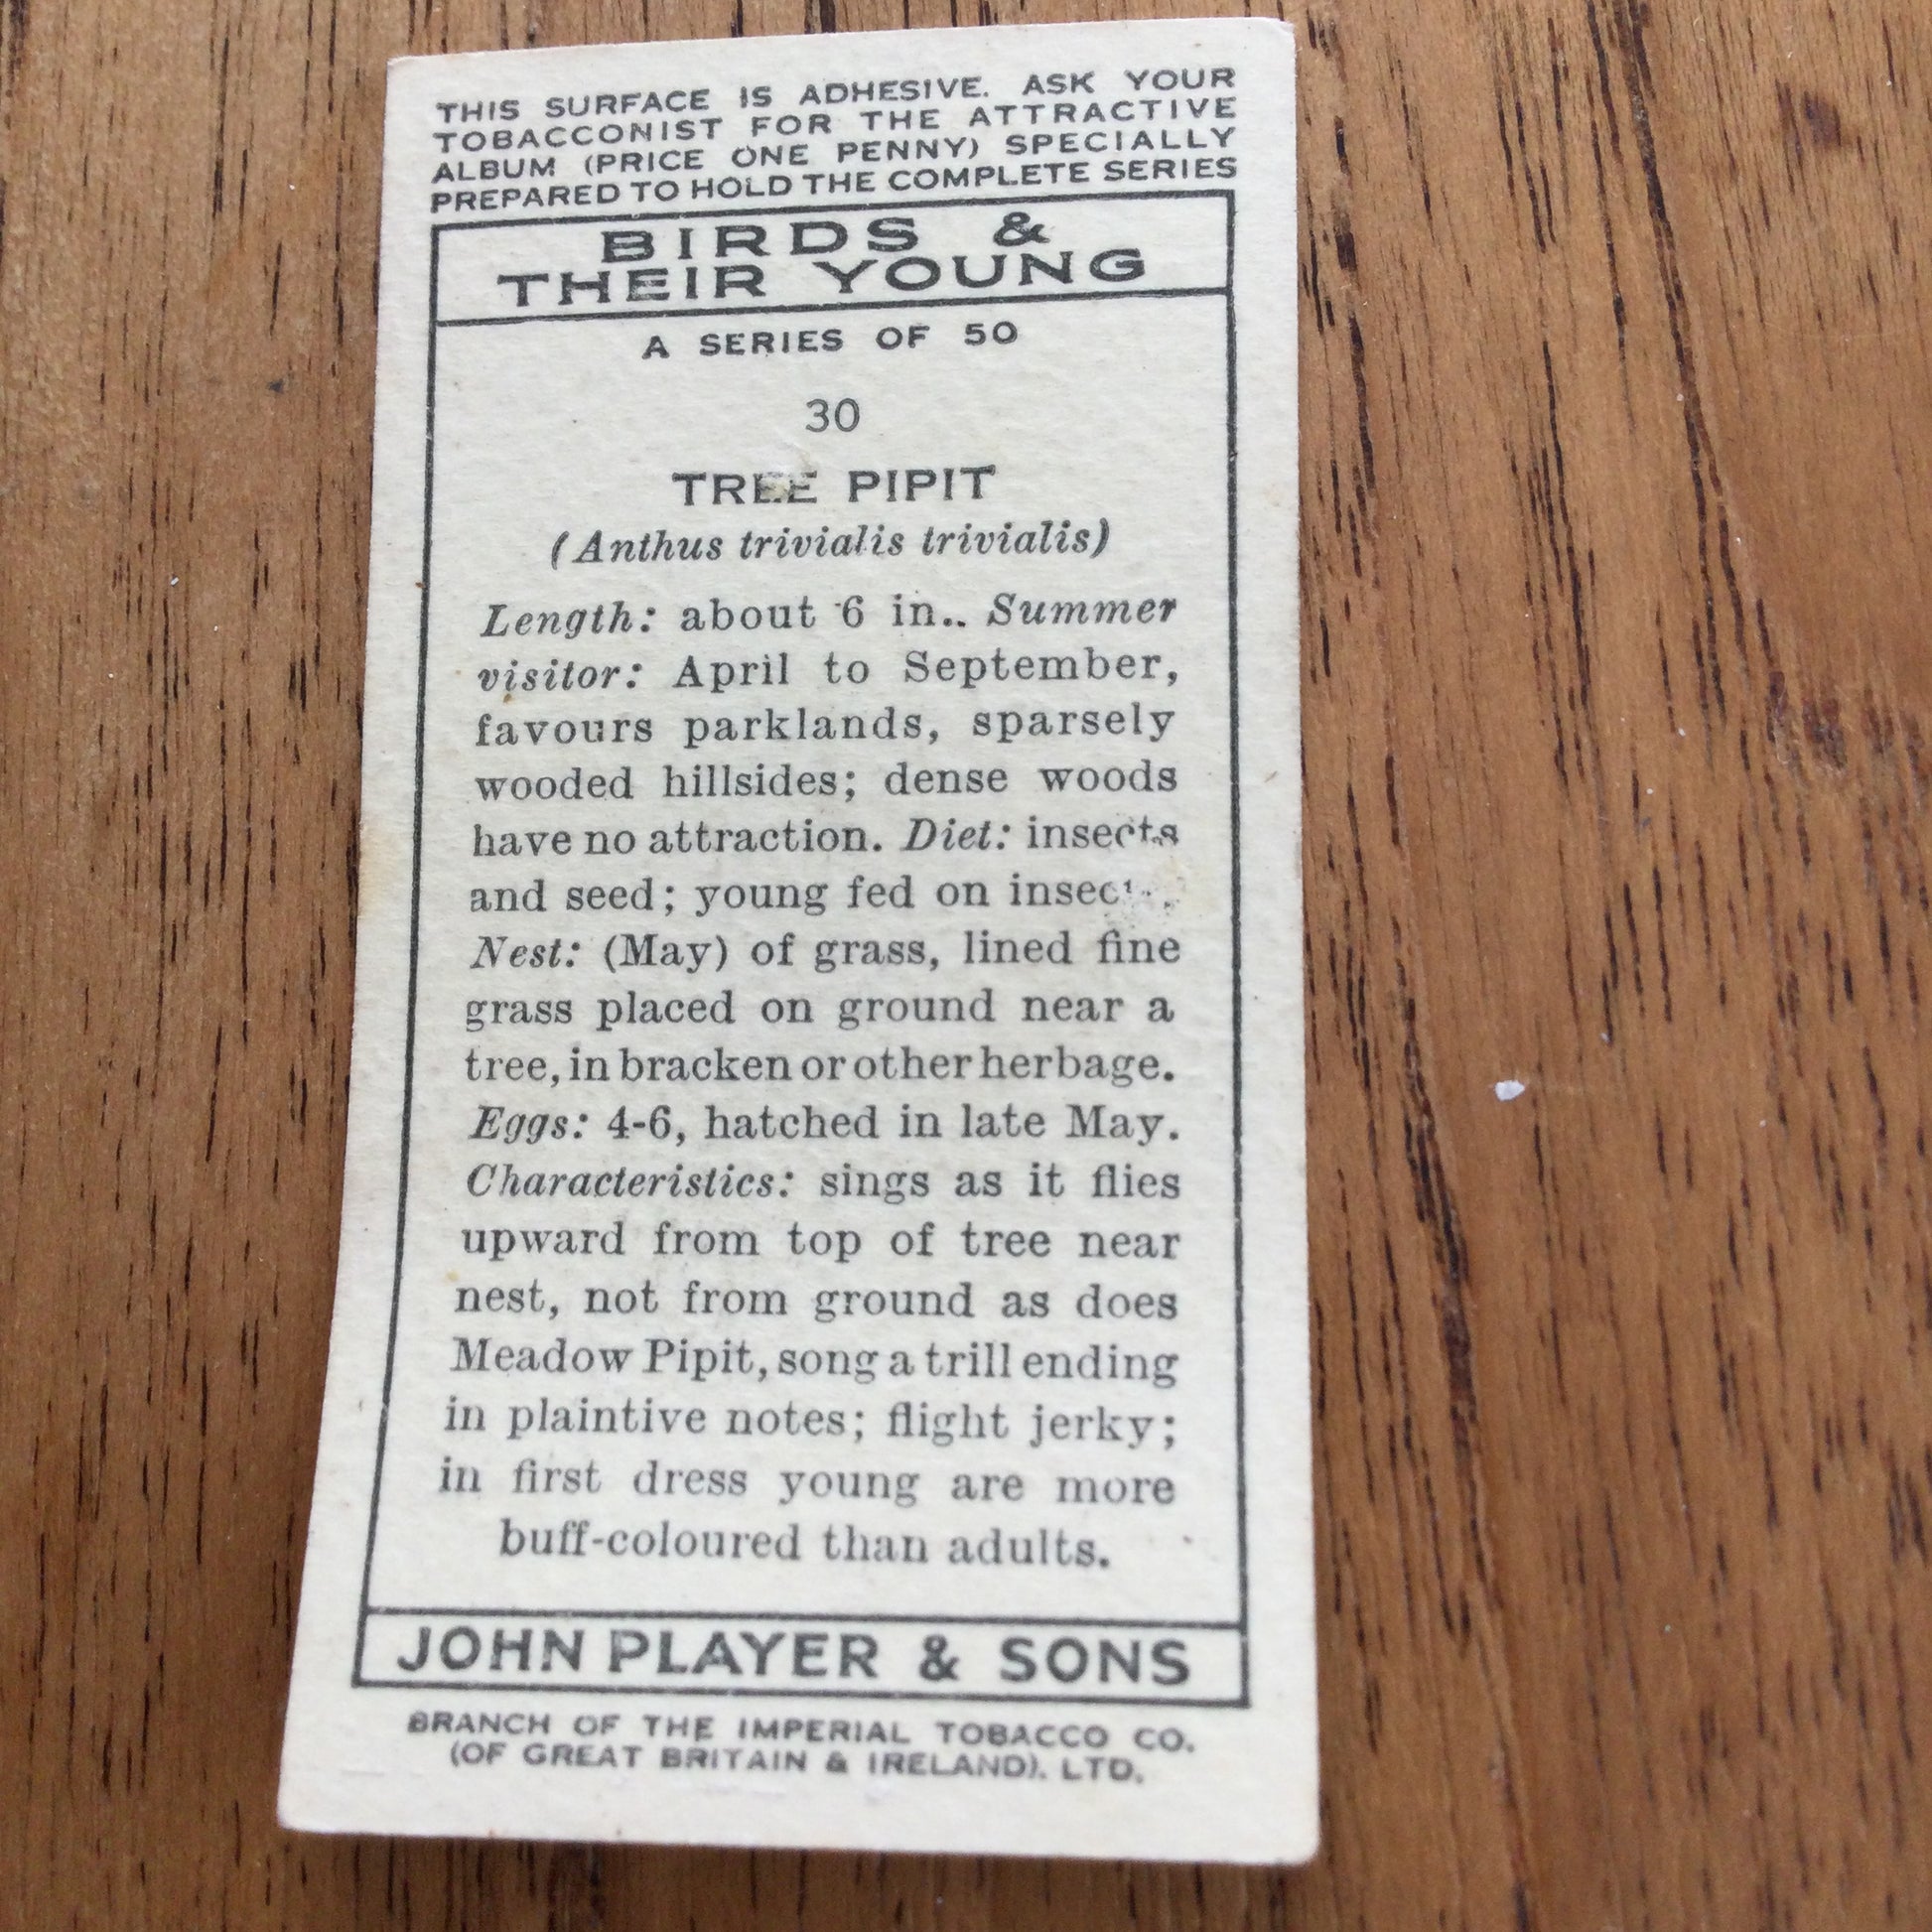 THIS SURFACE IS ADHESIVE. ASK YOUR
TOBACCONIST FOR THE ATTRACTIVE
ALBUM (PRICE ONE PENNY) SPECIALLY
PREPARED TO HOLD THE COMPLETE SERIES
BIRDS &
THEIR YOUNG
A SERIES OF 50
30
TREE PIPIT
(Anthus trivialis trivialis)
Length: about 6 in.. Summer
visitor: April to September,
favours parklands, sparsely
wooded hillsides; dense woods
have no attraction. Diet: insects
and seed; young fed on insects.
Nest: (May) of grass, lined fine
grass placed on ground near a
tree, in bracken or other herbage.
Eggs: 4-6, hatched in late May.
Characteristics: sings as it flies
upward from top of tree near
nest, not from ground as does
Meadow Pipit, song a trill ending
in plaintive notes; flight jerky;
in first dress young are more
buff-coloured than adults.
JOHN PLAYER & SONS
BRANCH OF THE IMPERIAL TOBACCO CO.
(OF GREAT BRITAIN & IRELAND). LTD.